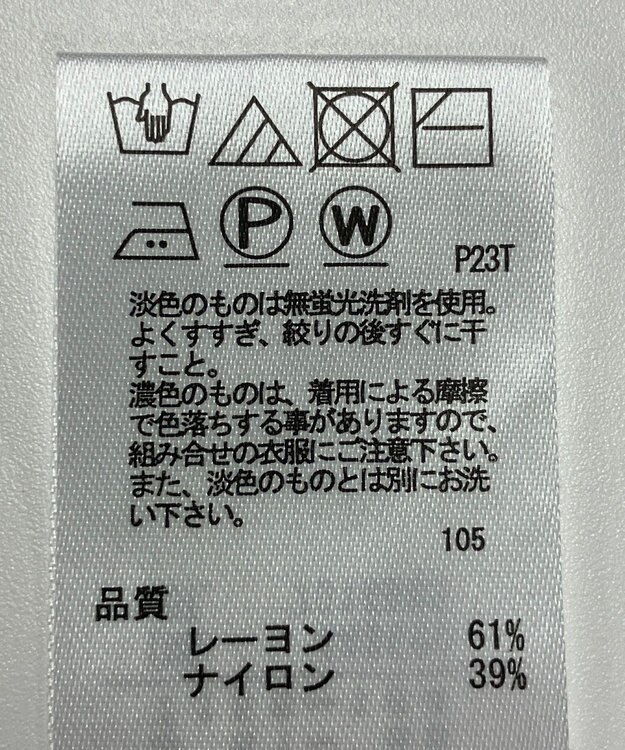 P W
P23T
淡色のものは無蛍光洗剤を使用。
よくすすぎ、絞りの後すぐに干
すこと。
濃色のものは、着用による摩擦
で色落ちする事がありますので、
組み合せの衣服にご注意下さい。
また、淡色のものとは別にお洗
い下さい。
105
品質
レーヨン 61%
ナイロン 39%